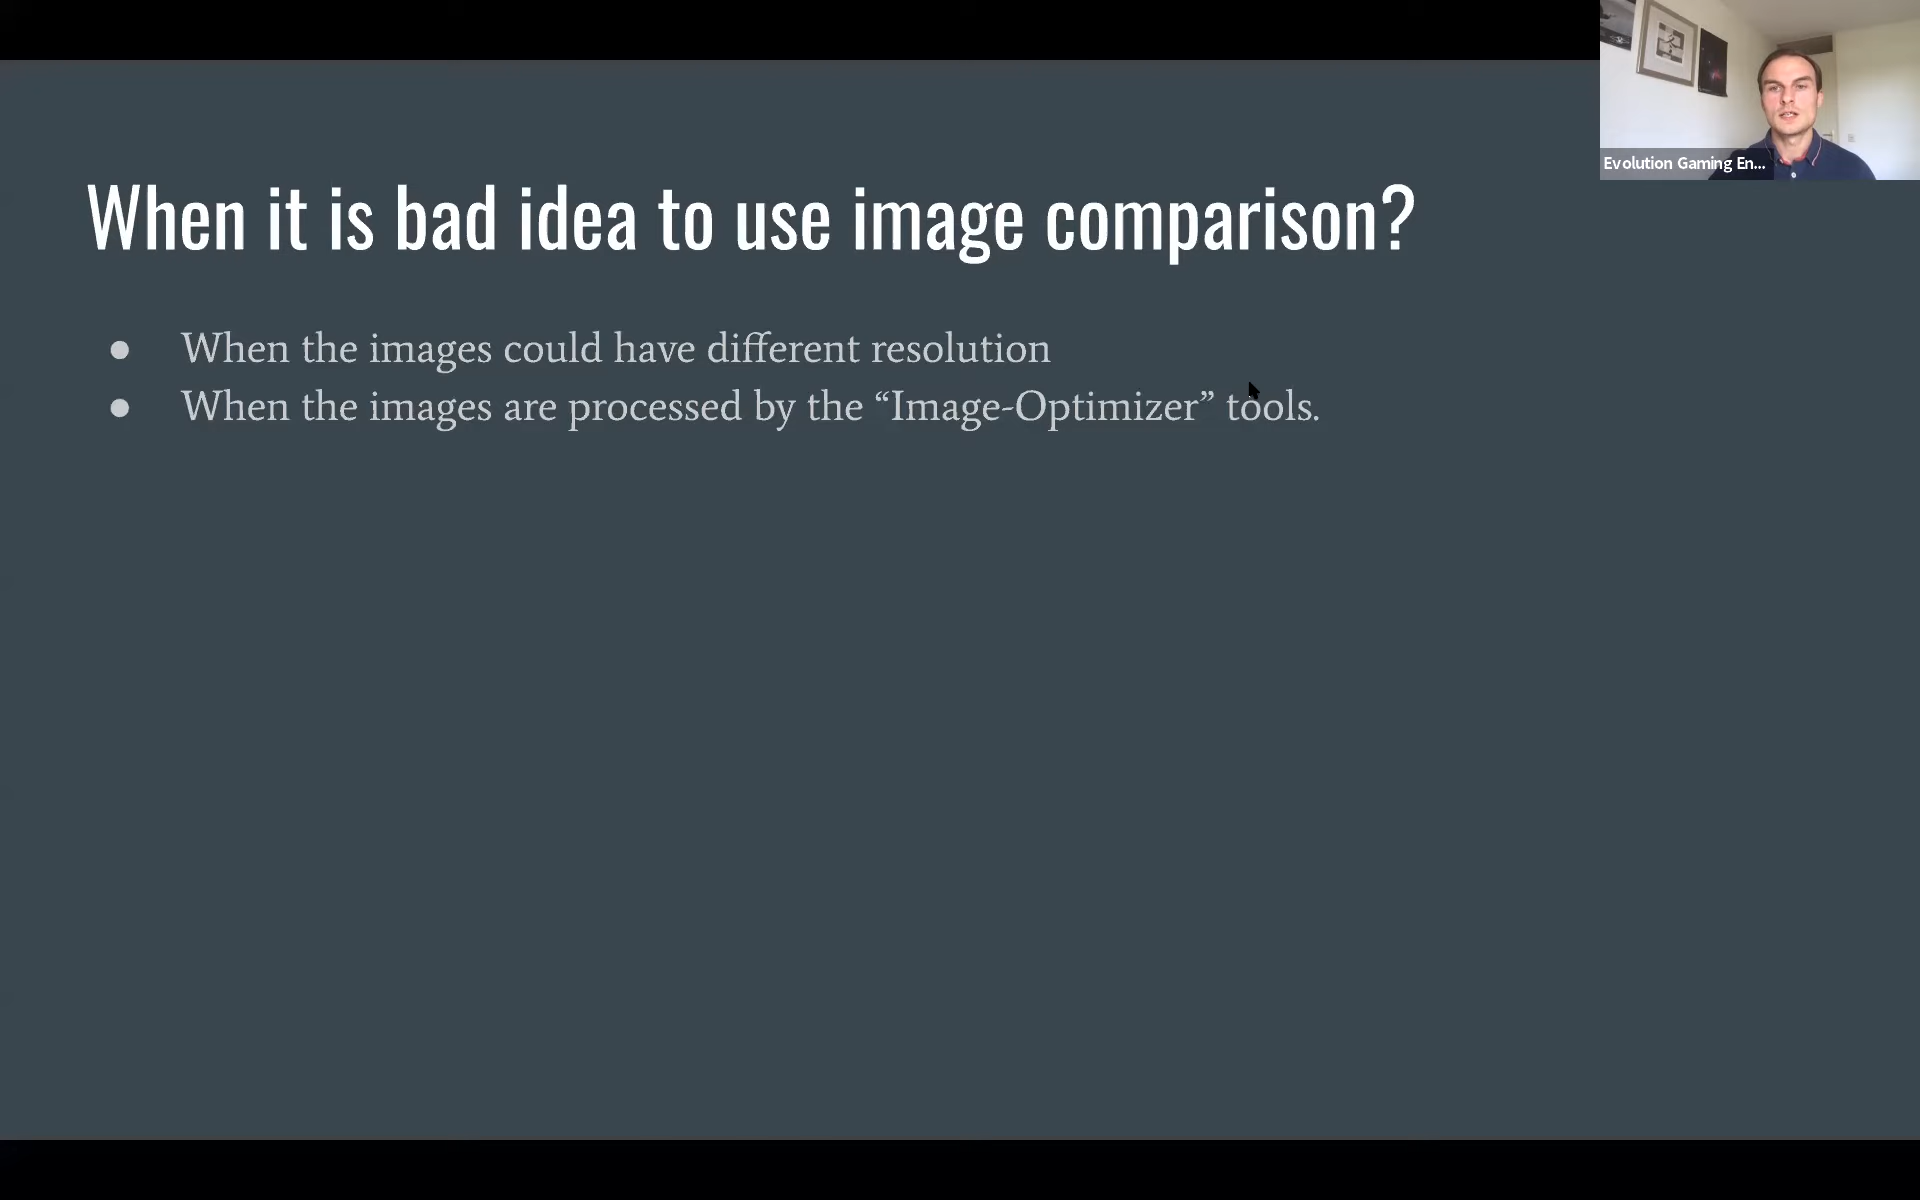 Evolution Gaming En...
When it is bad idea to use image comparison?
● When the images could have different resolution
● When the images are processed by the “Image-Optimizer” tools.